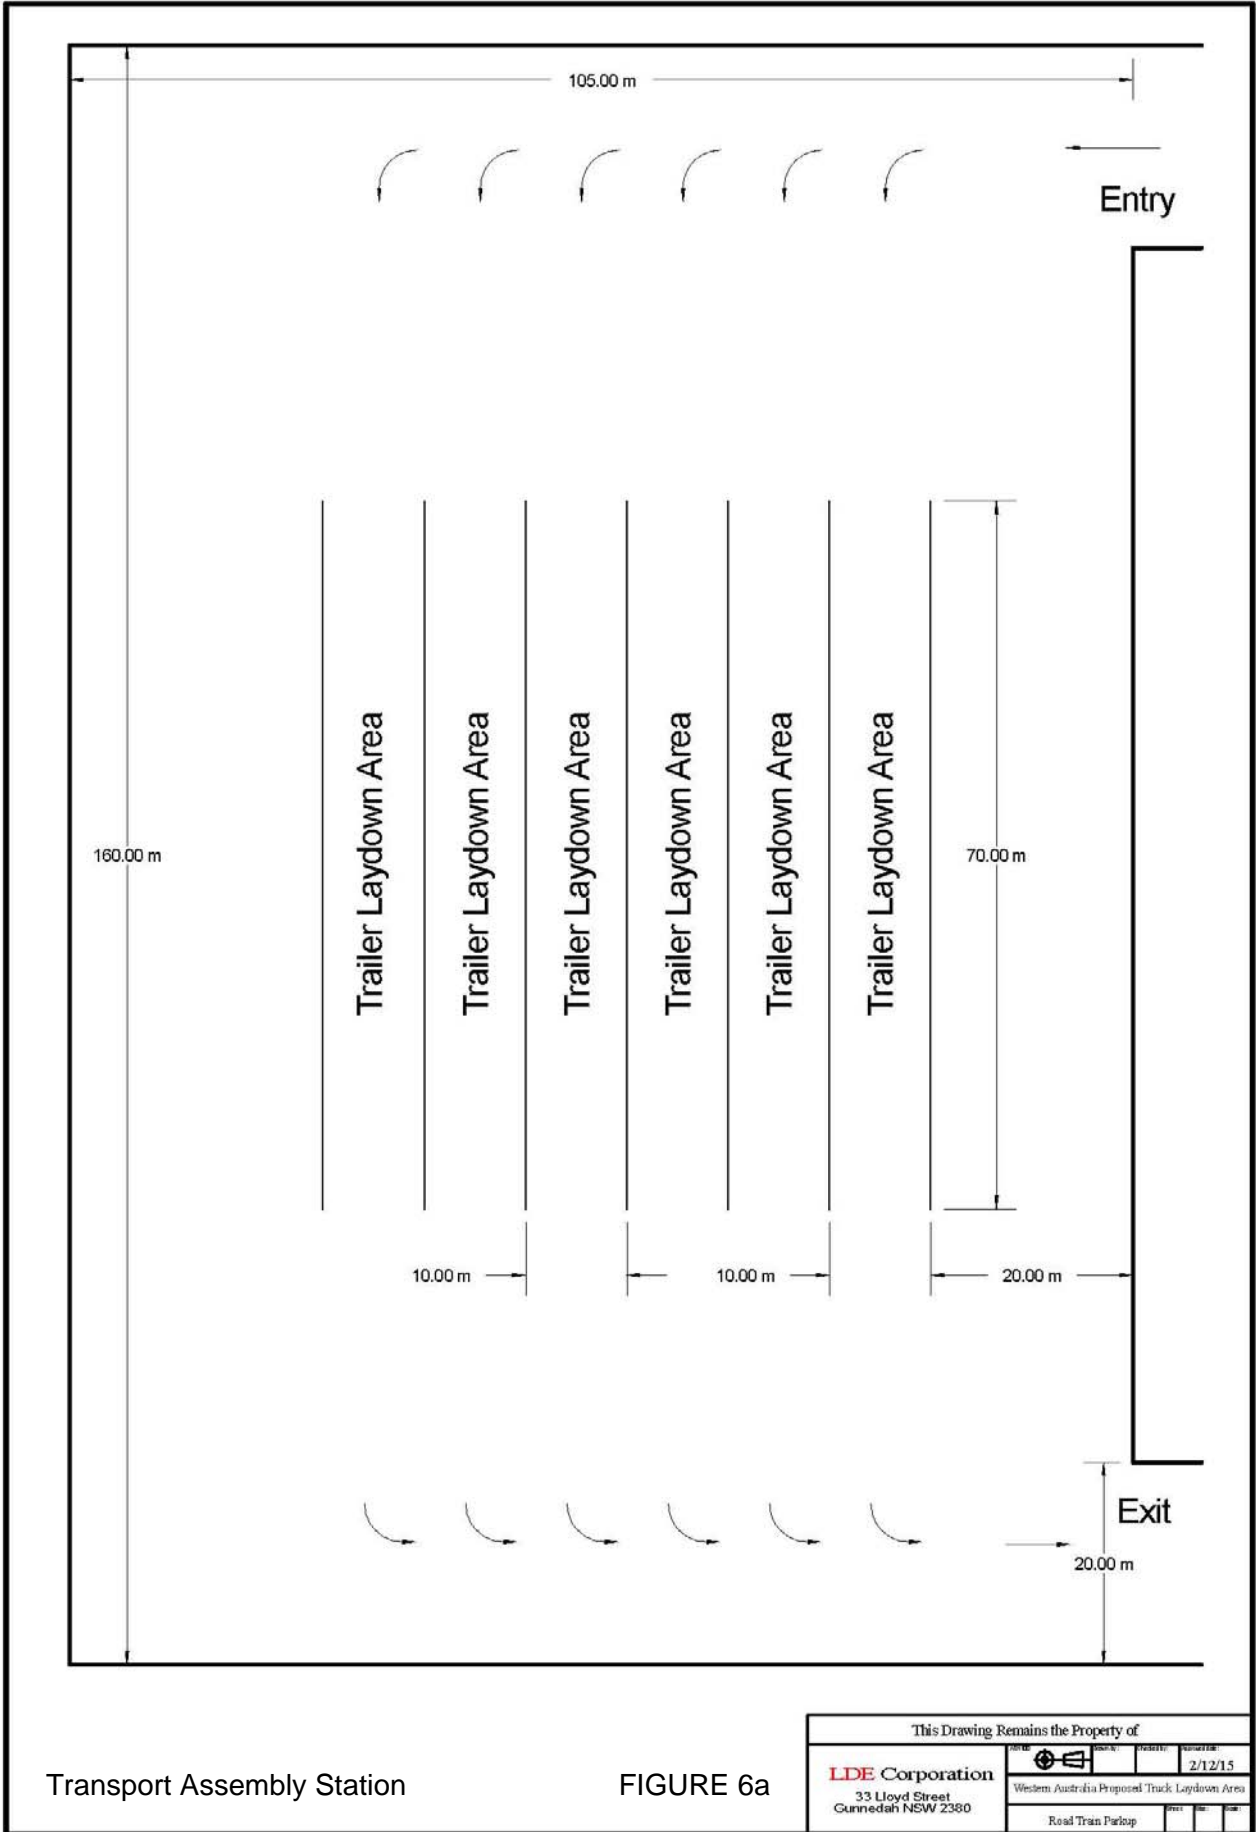 105.00 m
Entry
Trailer Laydown Area
Trailer Laydown Area
Trailer Laydown Area
Trailer Laydown Area
Trailer Laydown Area
Trailer Laydown Area
160.00 m
70.00 m
10.00 m
10.00 m
20.00 m
Exit
20.00 m
Transport Assembly Station
FIGURE 6a
This Drawing Remains the Property of
LDE Corporation
33 Lloyd Street
Gunnedah NSW 2380
2/12/15
Western Australia Proposed Truck Laydown Area
Road Train Parkup